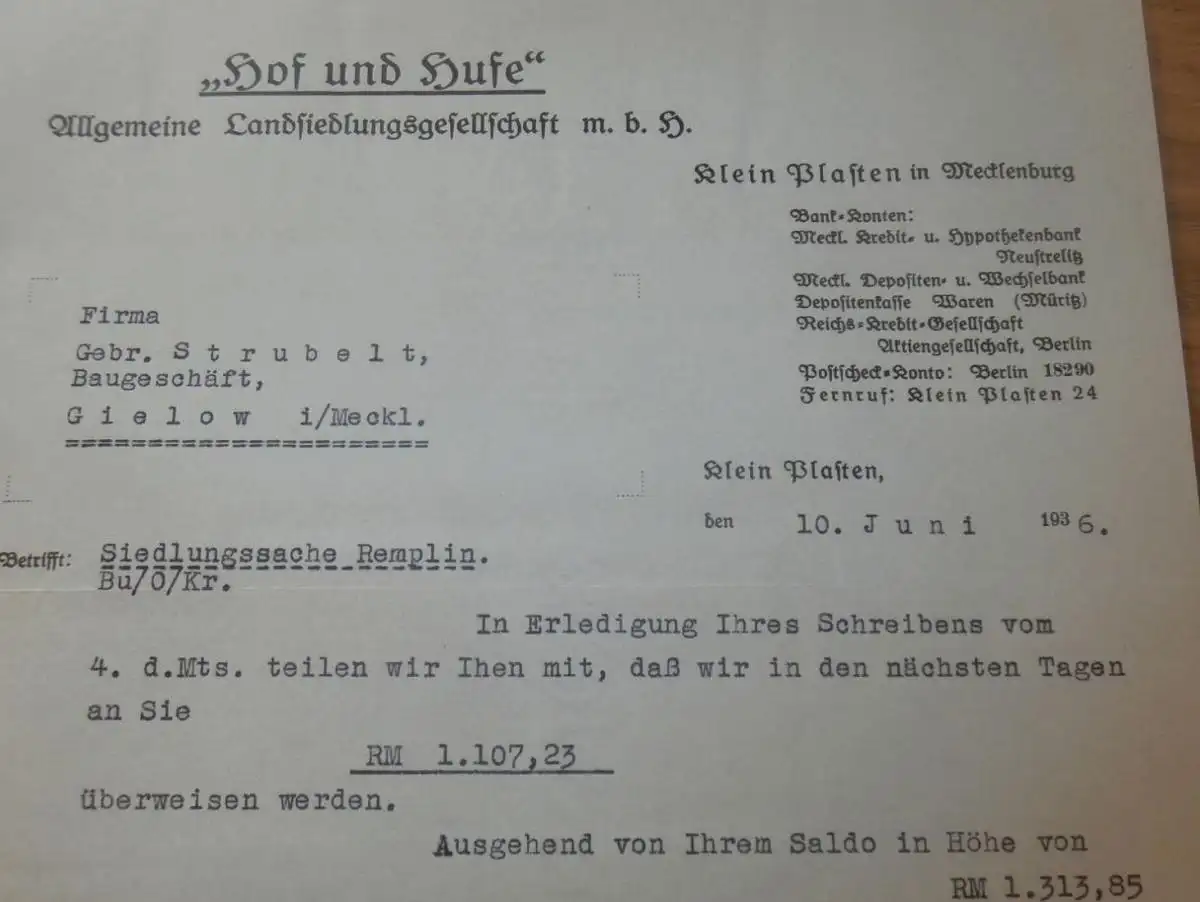 „Hof und Hufe“
Allgemeine Landsiedlungsgesellschaft m. b. H.
Klein Plasten in Mecklenburg
Bank-Konten:
Meckl. Kredit- u. Hypothekenbank
Neustrelitz
Meckl. Depositen- u. Wechselbank
Depositenkasse Waren (Müritz)
Reichs-Kredit-Gesellschaft
Aktiengesellschaft, Berlin
Postscheck-Konto: Berlin 18290
Fernruf: Klein Plasten 24
Firma
Gebr. Strubelt,
Baugeschäft,
Gielow i/Meckl.
Klein Plasten,
den 10. Juni 1936.
Betrifft: Siedlungssache Remplin.
Bu/Ö/Kr.
In Erledigung Ihres Schreibens vom
4. d.Mts. teilen wir Ihen mit, daß wir in den nächsten Tagen
an Sie
RM 1.107,23
überweisen werden.
Ausgehend von Ihrem Saldo in Höhe von
RM 1.313,85